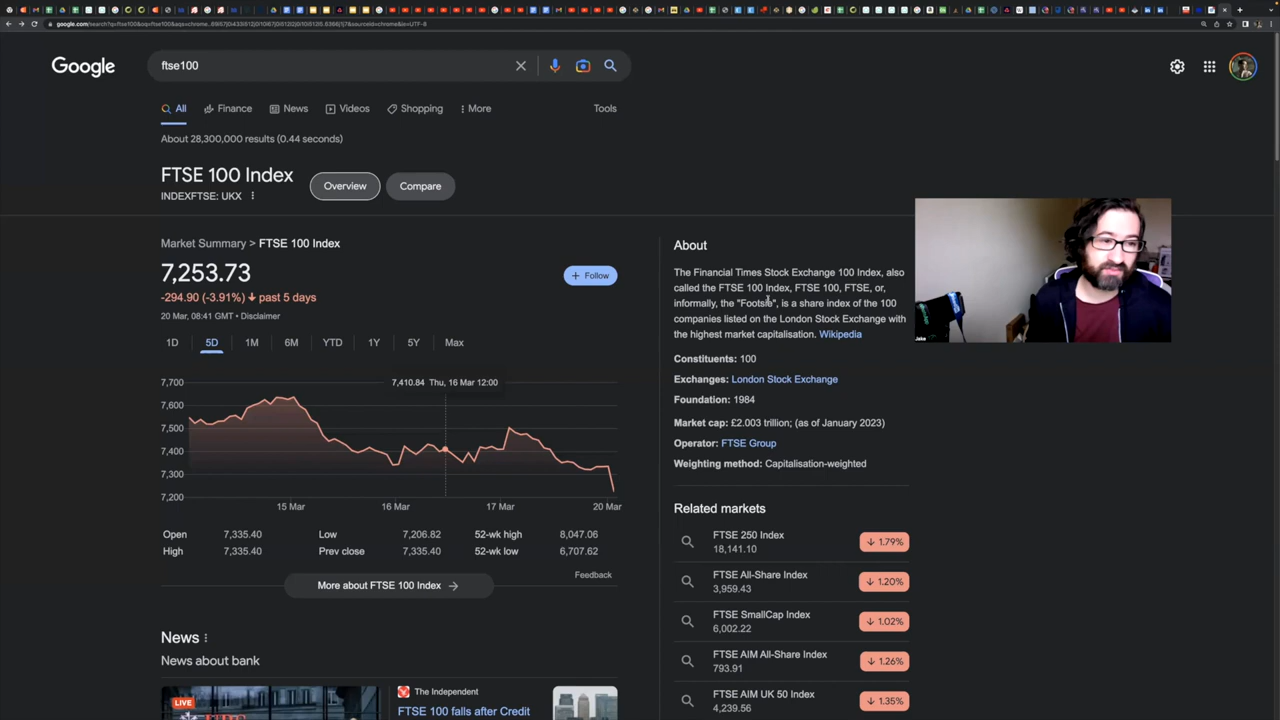 google.com/search?q=ftse100&oq=ftse100&aqs=chrome.
Google
ftse100
All
Finance
News
Videos
Shopping
More
Tools
About 28,300,000 results (0.44 seconds)
FTSE 100 Index
INDEXFTSE: UKX
Overview
Compare
Market Summary > FTSE 100 Index
7,253.73
-294.90 (-3.91%) past 5 days
20 Mar, 08:41 GMT • Disclaimer
+ Follow
1D 5D 1M 6M YTD 1Y 5Y Max
7,410.84 Thu, 16 Mar 12:00
7,700
7,600
7,500
7,400
7,300
7,200
15 Mar 16 Mar 17 Mar 20 Mar
Open 7,335.40 Low 7,206.82 52-wk high 8,047.06
High 7,335.40 Prev close 7,335.40 52-wk low 6,707.62
Feedback
More about FTSE 100 Index
News
News about bank
LIVE
The Independent
FTSE 100 falls after Credit
About
The Financial Times Stock Exchange 100 Index, also
called the FTSE 100 Index, FTSE 100, FTSE, or,
informally, the "Footsie", is a share index of the 100
companies listed on the London Stock Exchange with
the highest market capitalisation. Wikipedia
Constituents: 100
Exchanges: London Stock Exchange
Foundation: 1984
Market cap: £2.003 trillion; (as of January 2023)
Operator: FTSE Group
Weighting method: Capitalisation-weighted
Related markets
FTSE 250 Index
18,141.10
1.79%
FTSE All-Share Index
3,959.43
1.20%
FTSE SmallCap Index
6,002.22
1.02%
FTSE AIM All-Share Index
793.91
1.26%
FTSE AIM UK 50 Index
4,239.56
1.35%
Jake